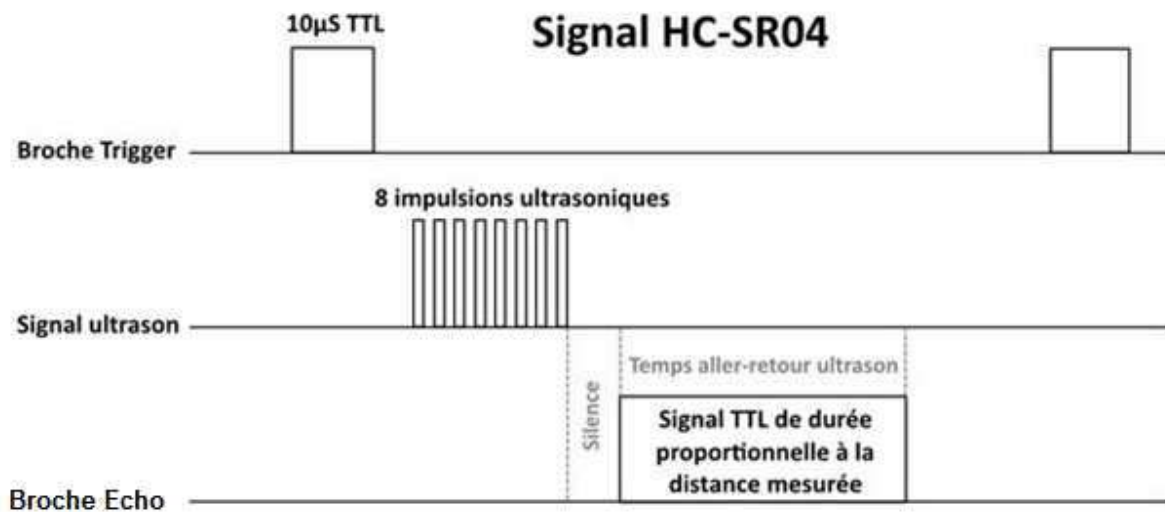 10µS TTL
Signal HC-SR04
Broche Trigger
8 impulsions ultrasoniques
Signal ultrason
Silence
Temps aller-retour ultrason
Signal TTL de durée
proportionnelle à la
distance mesurée
Broche Echo